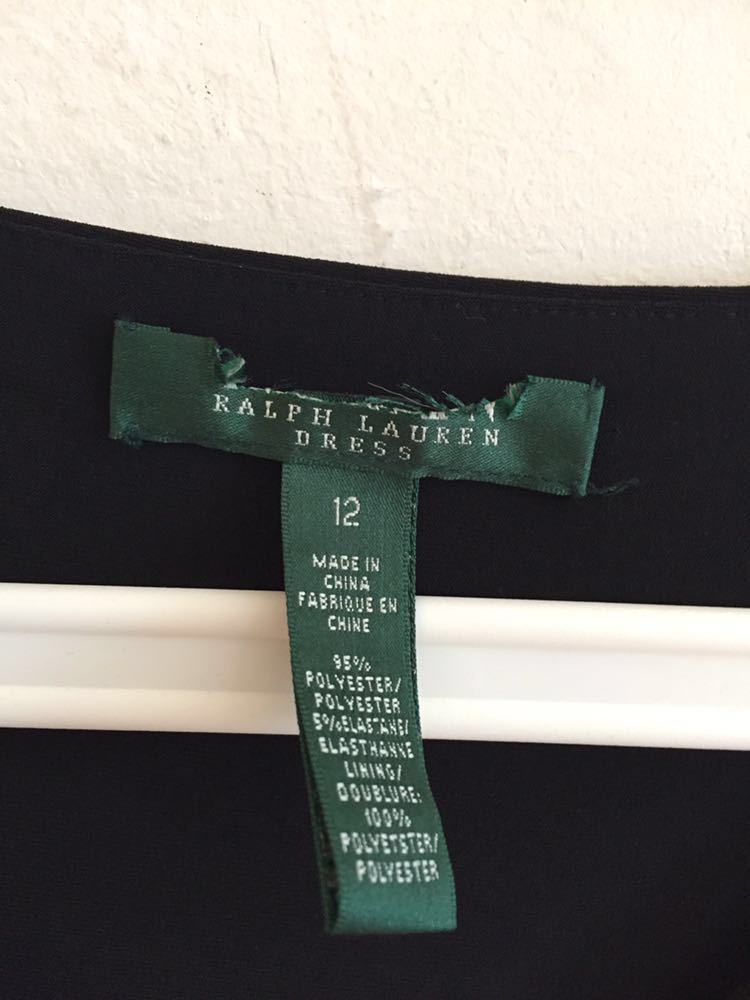 RALPH LAUREN
DRESS
12
MADE IN
CHINA
FABRIQUE EN
CHINE
95%
POLYESTER/
POLYESTER
5%ELASTANE/
ELASTHANNE
LINING/
DOUBLURE:
100%
POLYETSTER/
POLYESTER